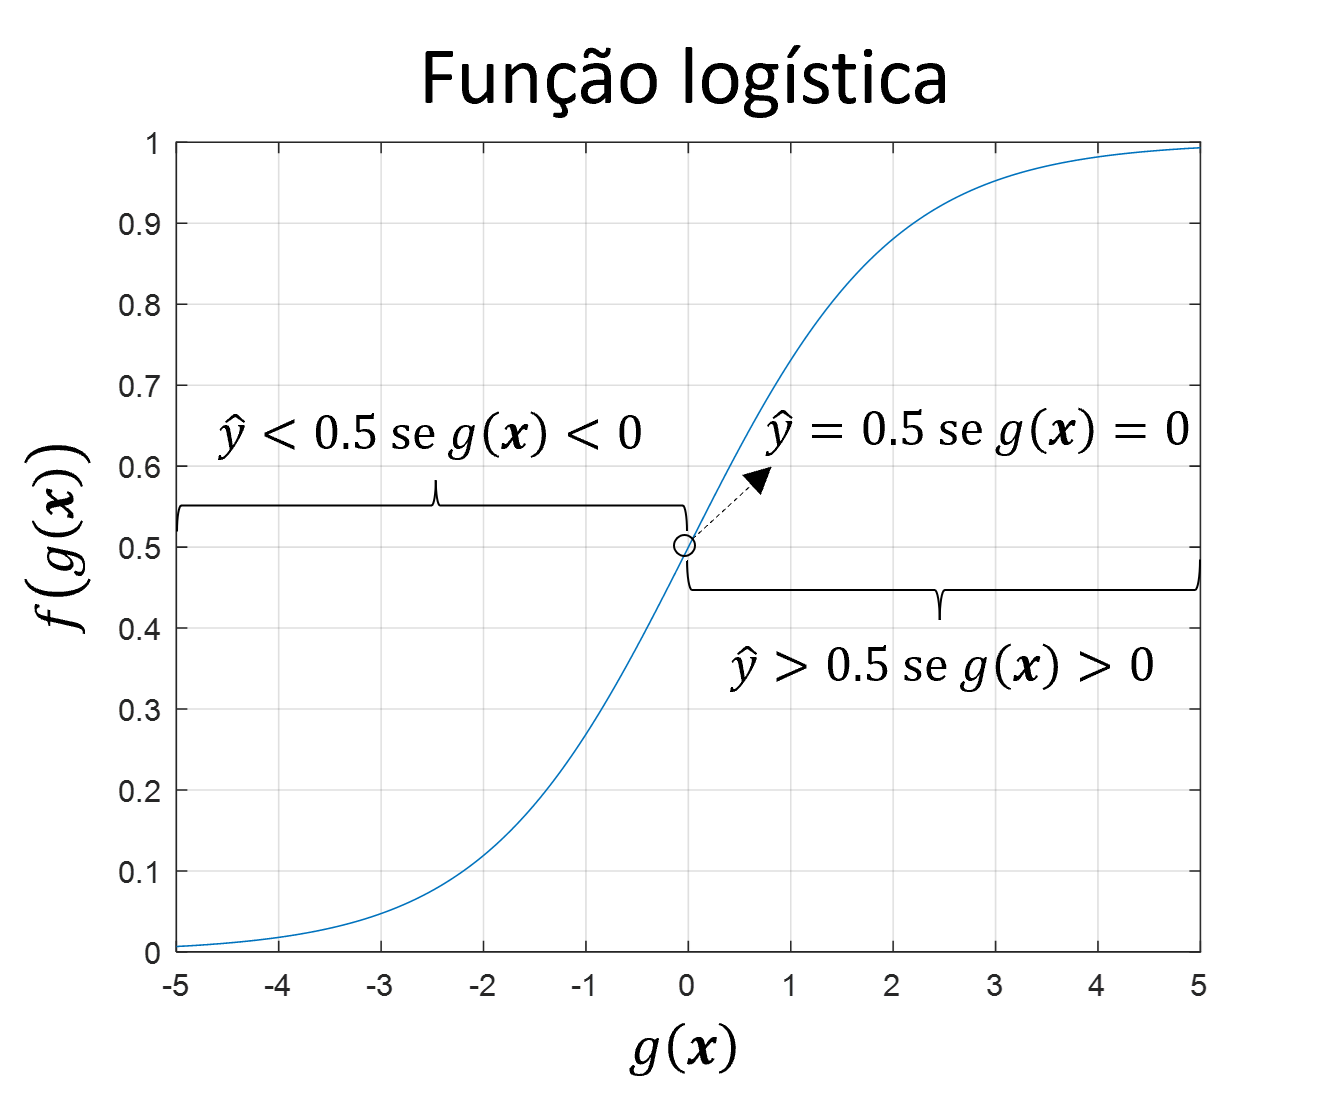 Função logística
1
0.9
0.8
0.7
0.6
0.5
0.4
0.3
0.2
0.1
0
ŷ < 0.5 se g(x) < 0
ŷ = 0.5 se g(x) = 0
ŷ > 0.5 se g(x) > 0
f(g(x))
-5 -4 -3 -2 -1 0 1 2 3 4 5
g(x)